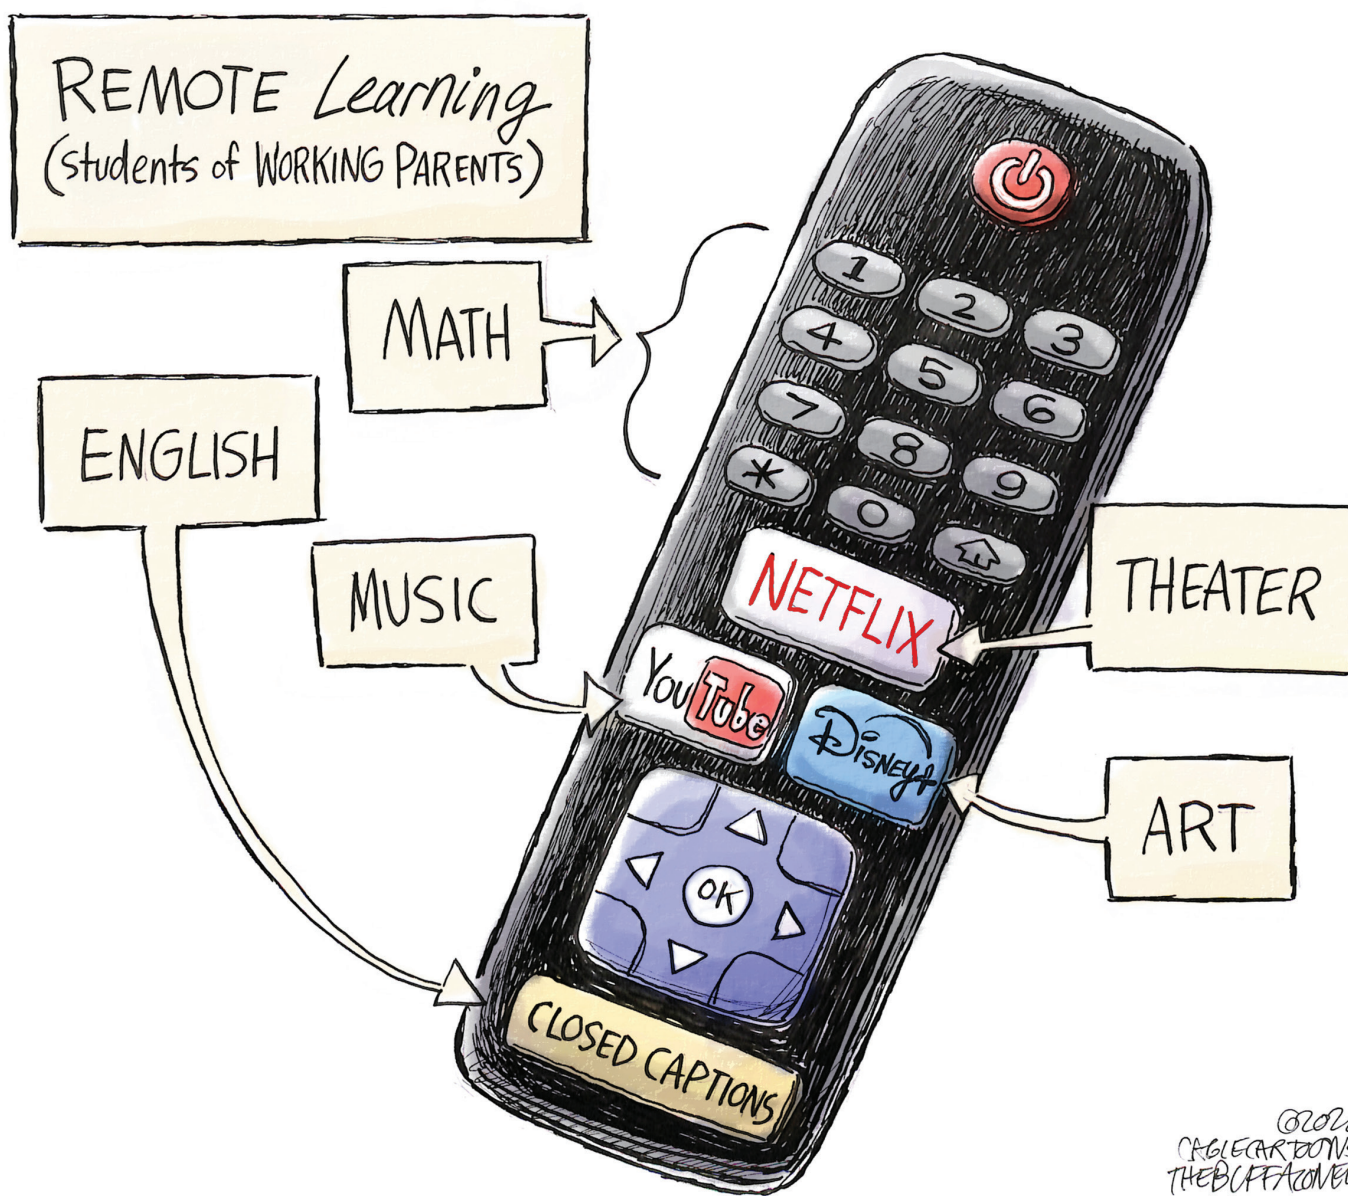 REMOTE Learning
(students of WORKING PARENTS)
MATH
ENGLISH
MUSIC
THEATER
ART
1 2 3
4 5 6
7 8 9
* 0
NETFLIX
YouTube
Disney+
OK
CLOSED CAPTIONS
CAGLECARTOONS